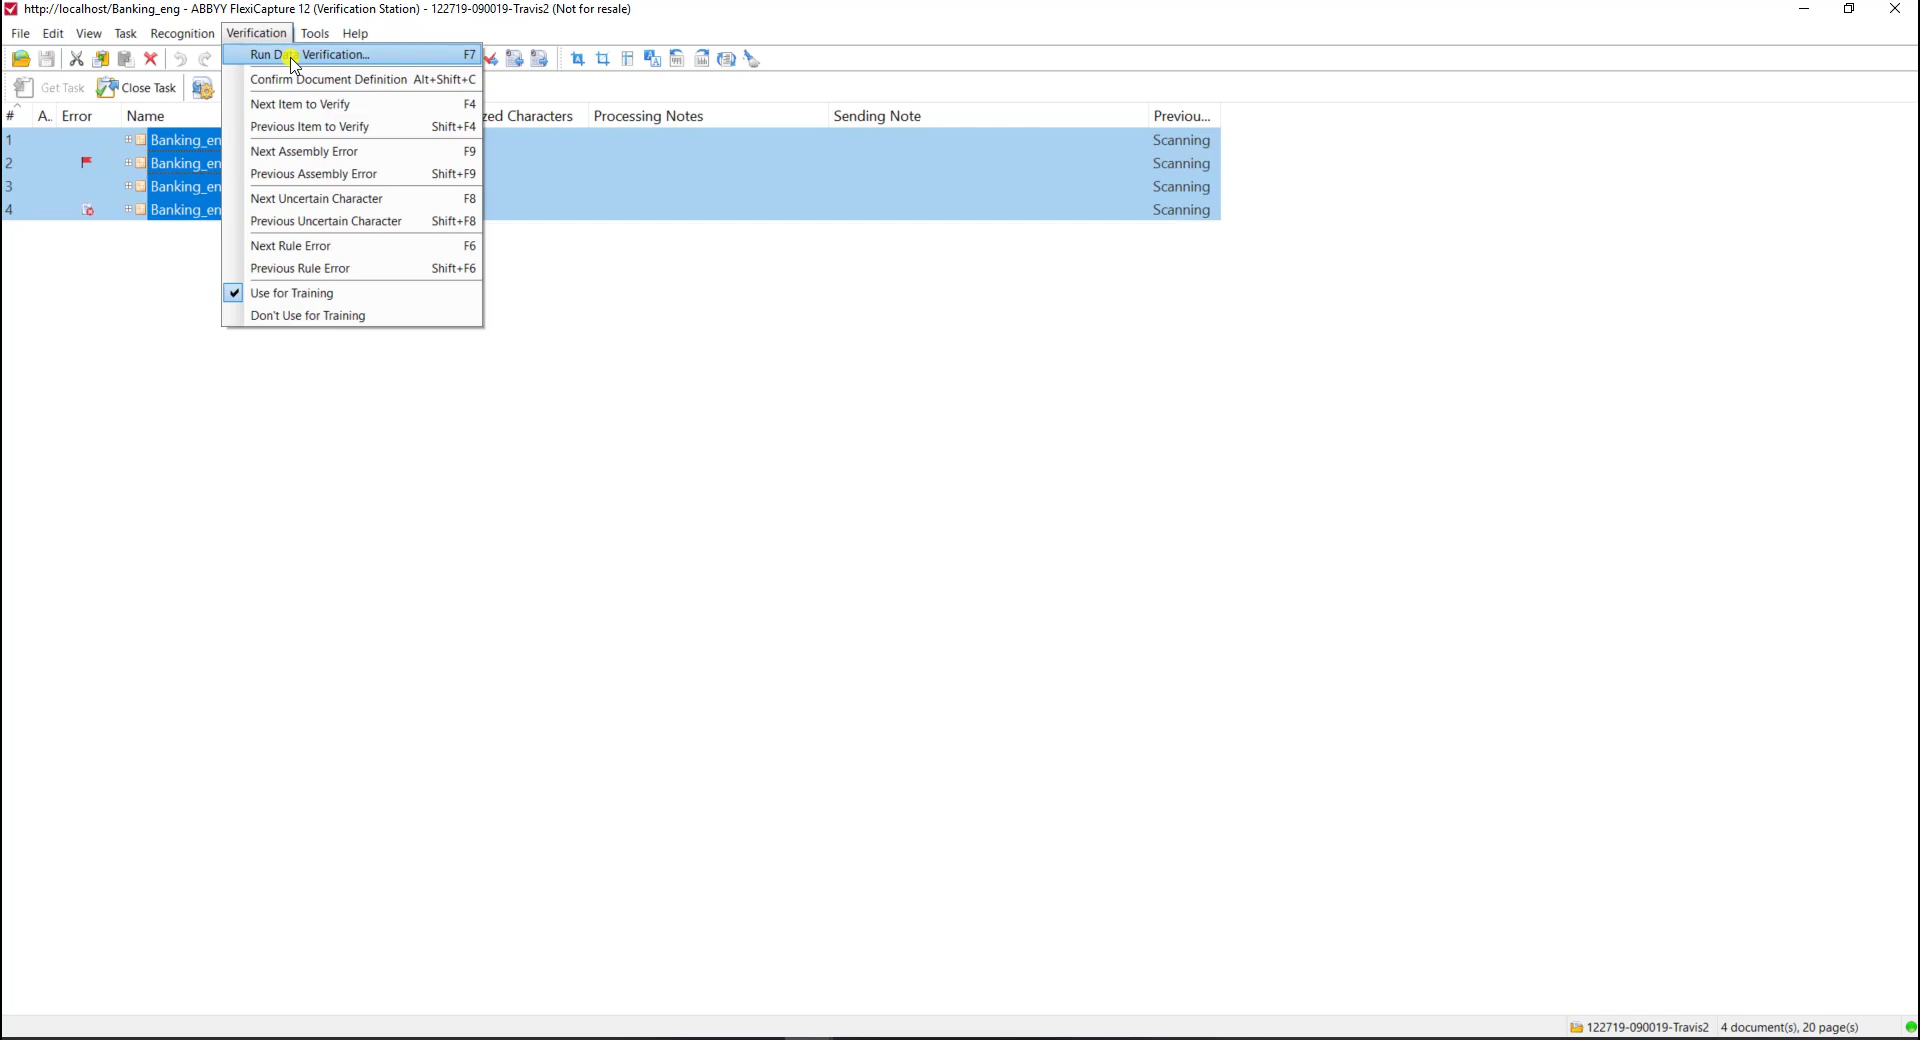 http://localhost/Banking_eng - ABBYY FlexiCapture 12 (Verification Station) - 122719-090019-Travis2 (Not for resale)
File Edit View Task Recognition Verification Tools Help
Run Data Verification... F7
Get Task Close Task
Confirm Document Definition Alt+Shift+C
# A.. Error Name zed Characters Processing Notes Sending Note Previou...
Next Item to Verify F4
Previous Item to Verify Shift+F4
Next Assembly Error F9
Previous Assembly Error Shift+F9
Next Uncertain Character F8
Previous Uncertain Character Shift+F8
Next Rule Error F6
Previous Rule Error Shift+F6
Use for Training
Don't Use for Training
1 Banking_en Scanning
2 Banking_en Scanning
3 Banking_en Scanning
4 Banking_en Scanning
122719-090019-Travis2 4 document(s), 20 page(s)